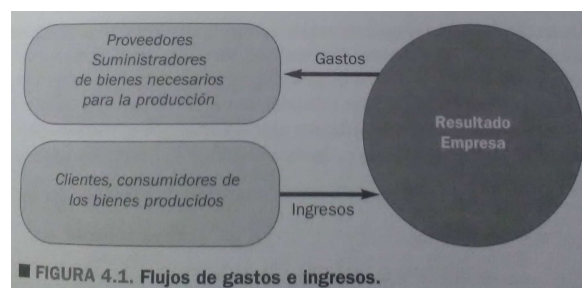 Proveedores
Suministradores
de bienes necesarios
para la producción
Gastos
Resultado
Empresa
Clientes, consumidores de
los bienes producidos
Ingresos
■ FIGURA 4.1. Flujos de gastos e ingresos.